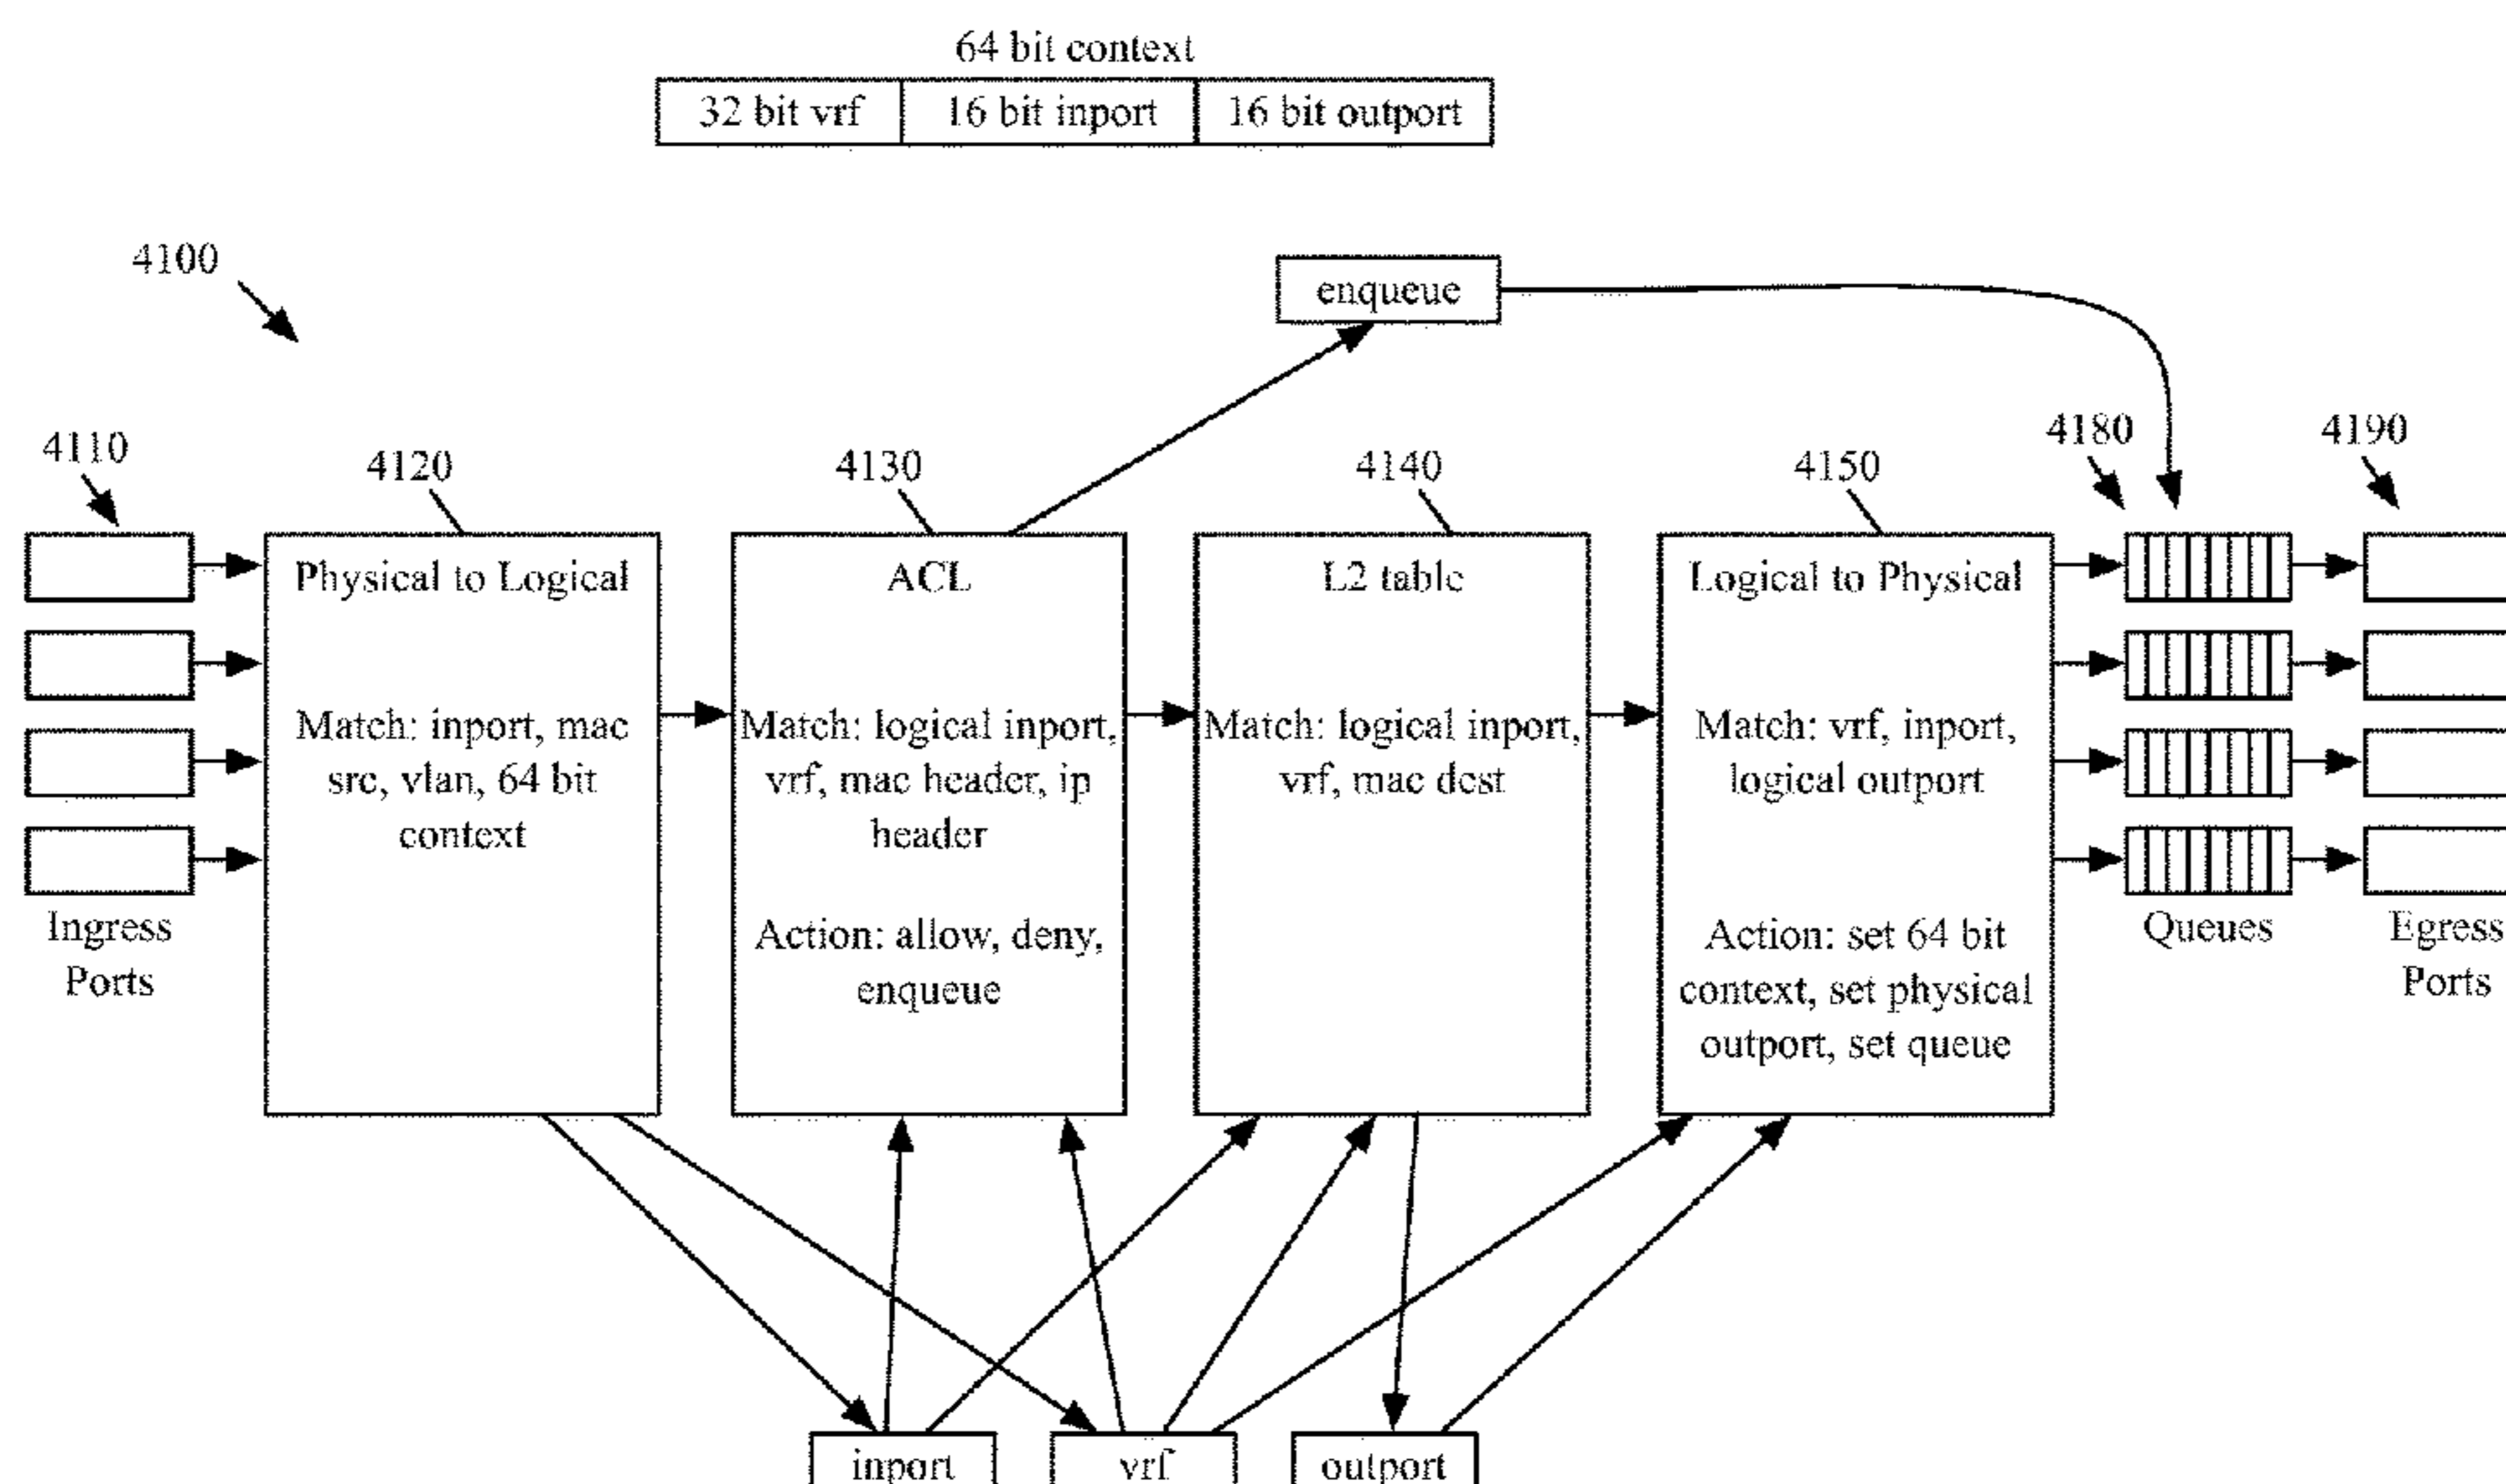 64 bit context
32 bit vrf 16 bit inport 16 bit outport
4100
enqueue
4110
4120
4130
4140
4150
4180
4190
Physical to Logical
Match: inport, mac
src, vlan, 64 bit
context
ACL
Match: logical inport,
vrf, mac header, ip
header
Action: allow, deny,
enqueue
L2 table
Match: logical inport,
vrf, mac dest
Logical to Physical
Match: vrf, inport,
logical outport
Action: set 64 bit
context, set physical
outport, set queue
Ingress
Ports
Queues
Egress
Ports
inport
vrf
outport